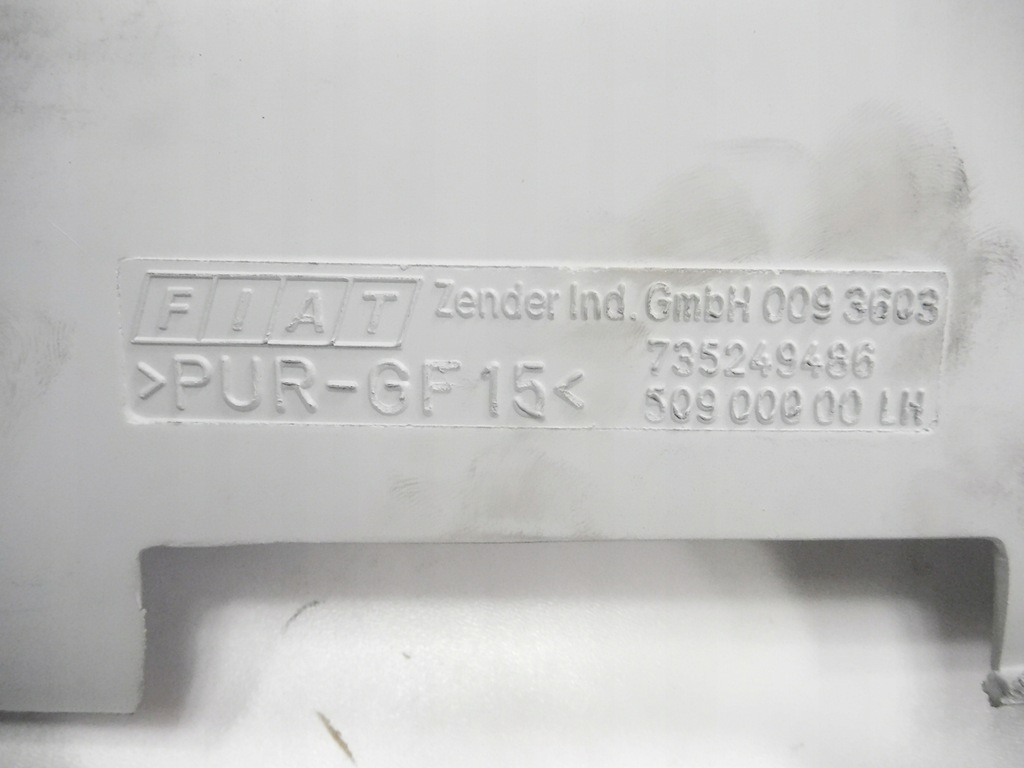 FIAT Zender Ind. GmbH 009 3603
735249486
>PUR-GF15<
509 000 00 LH